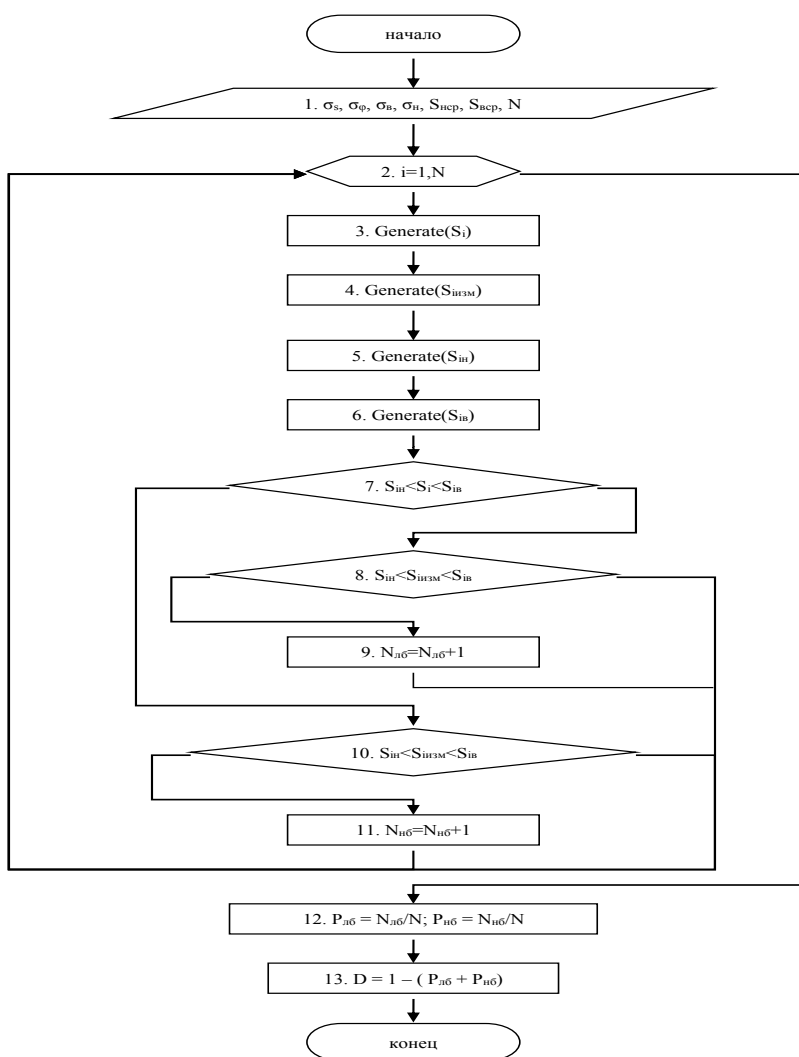 начало
1. σₛ, σᵩ, σв, σн, Sнср, Sвср, N
2. i=1,N
3. Generate(Sᵢ)
4. Generate(Sᵢизм)
5. Generate(Sᵢн)
6. Generate(Sᵢв)
7. Sᵢн<Sᵢ<Sᵢв
8. Sᵢн<Sᵢизм<Sᵢв
9. Nлб=Nлб+1
10. Sᵢн<Sᵢизм<Sᵢв
11. Nнб=Nнб+1
12. Pлб = Nлб/N; Pнб = Nнб/N
13. D = 1 – ( Pлб + Pнб)
конец